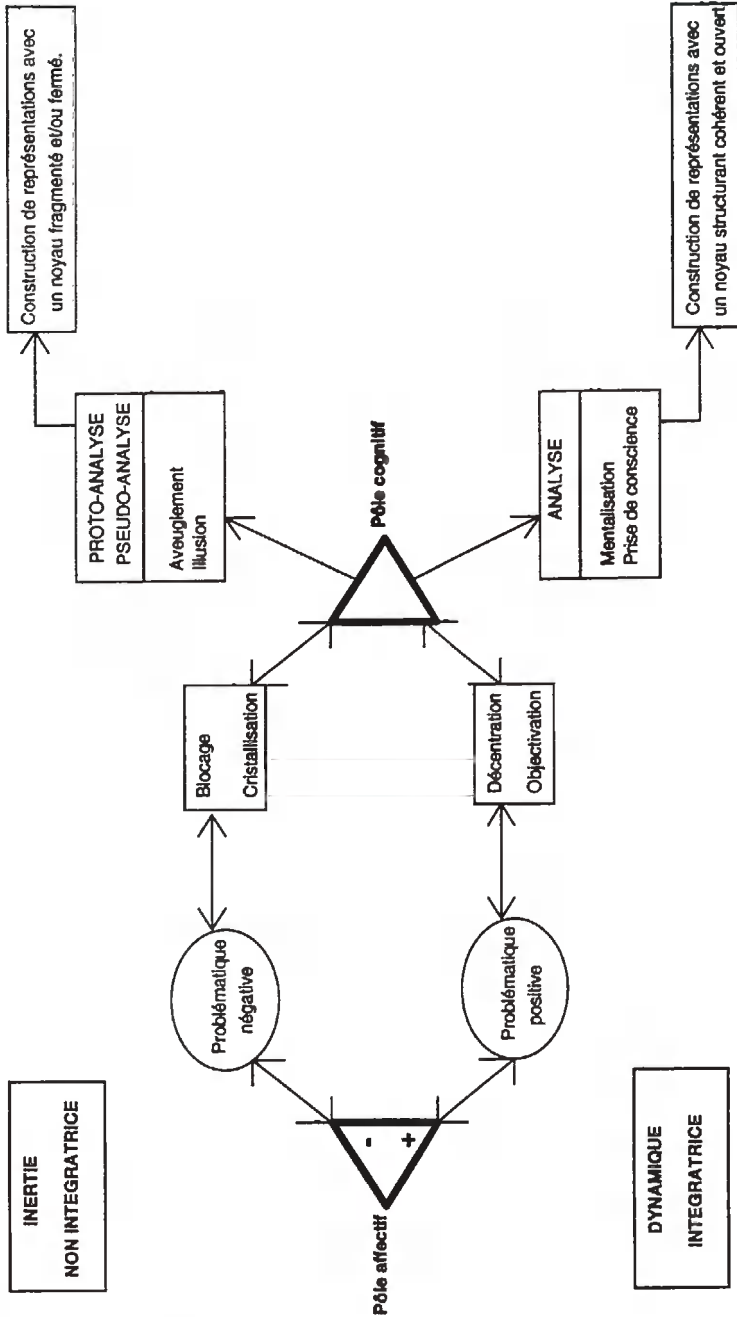 INERTIE
NON INTEGRATRICE
Problématique
négative
Blocage
Cristallisation
PROTO-ANALYSE
PSEUDO-ANALYSE
Aveuglement
Illusion
Construction de représentations avec
un noyau fragmenté et/ou fermé.
Pôle affectif
-
+
Pôle cognitif
DYNAMIQUE
INTEGRATRICE
Problématique
positive
Décentration
Objectivation
ANALYSE
Mentalisation
Prise de conscience
Construction de représentations avec
un noyau structurant cohérent et ouvert